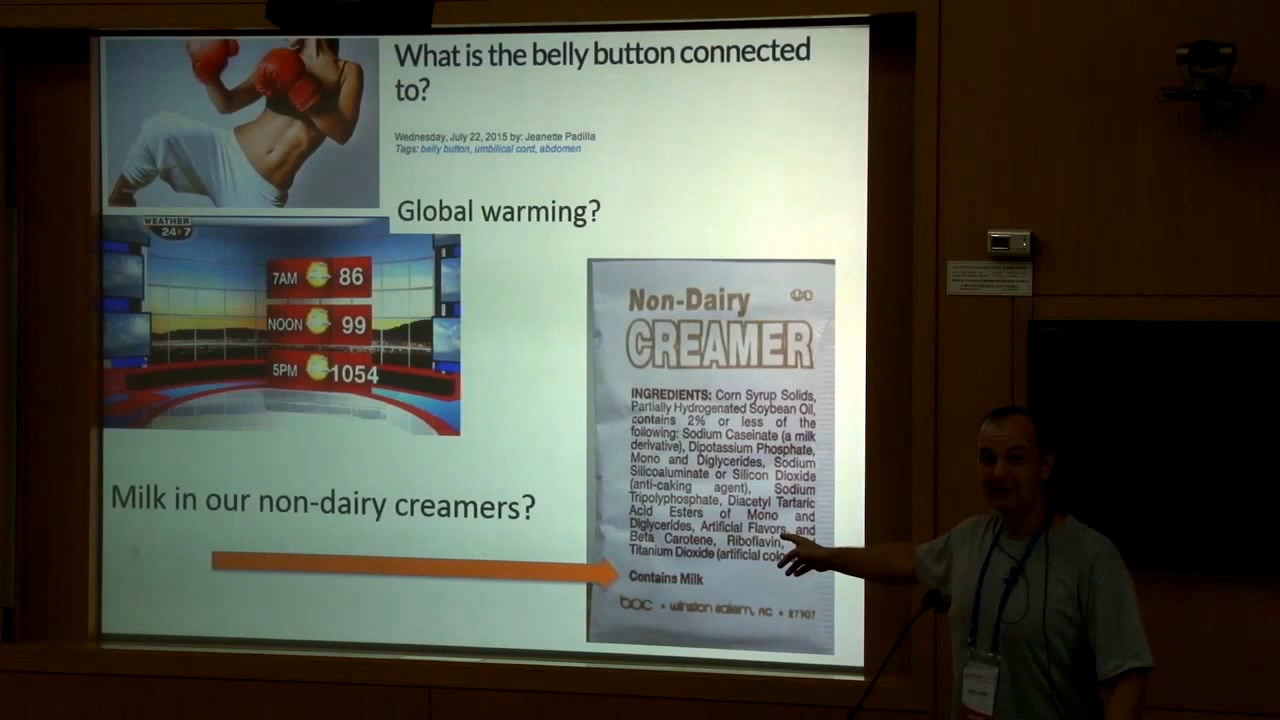 What is the belly button connected
to?
Wednesday, July 22, 2015 by: Jeanette Padilla
Tags: belly button, umbilical cord, abdomen
Global warming?
WEATHER
24 7
7AM 86
NOON 99
5PM 1054
Milk in our non-dairy creamers?
Non-Dairy
CREAMER
INGREDIENTS: Corn Syrup Solids,
Partially Hydrogenated Soybean Oil,
contains 2% or less of the
following: Sodium Caseinate (a milk
derivative), Dipotassium Phosphate,
Mono and Diglycerides, Sodium
Silicoaluminate or Silicon Dioxide
(anti-caking agent), Sodium
Tripolyphosphate, Diacetyl Tartaric
Acid Esters of Mono and
Diglycerides, Artificial Flavors, and
Beta Carotene, Riboflavin,
Titanium Dioxide (artificial colo
Contains Milk
boc • winston salem, nc • 27107